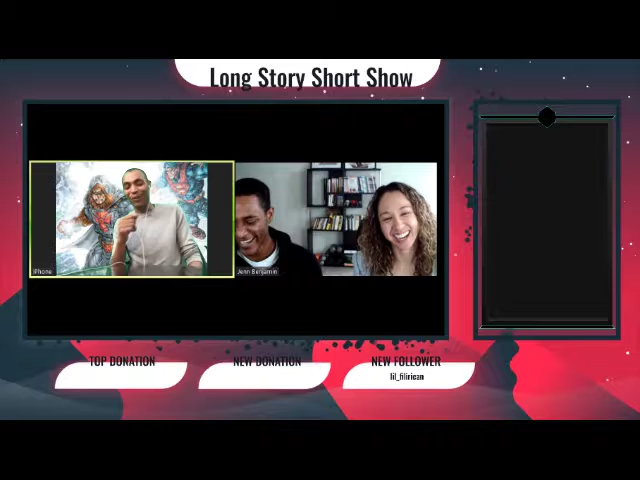 Long Story Short Show
iPhone
Jenn Benjamin
TOP DONATION
NEW DONATION
NEW FOLLOWER
lil_filirican